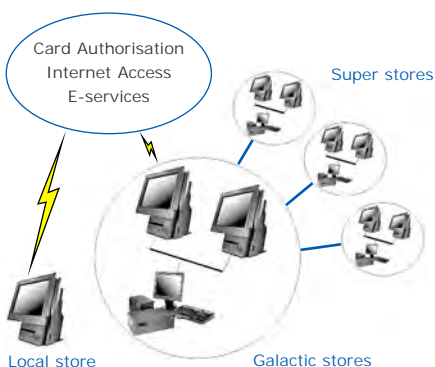 Card Authorisation
Internet Access
E-services
Super stores
Local store
Galactic stores